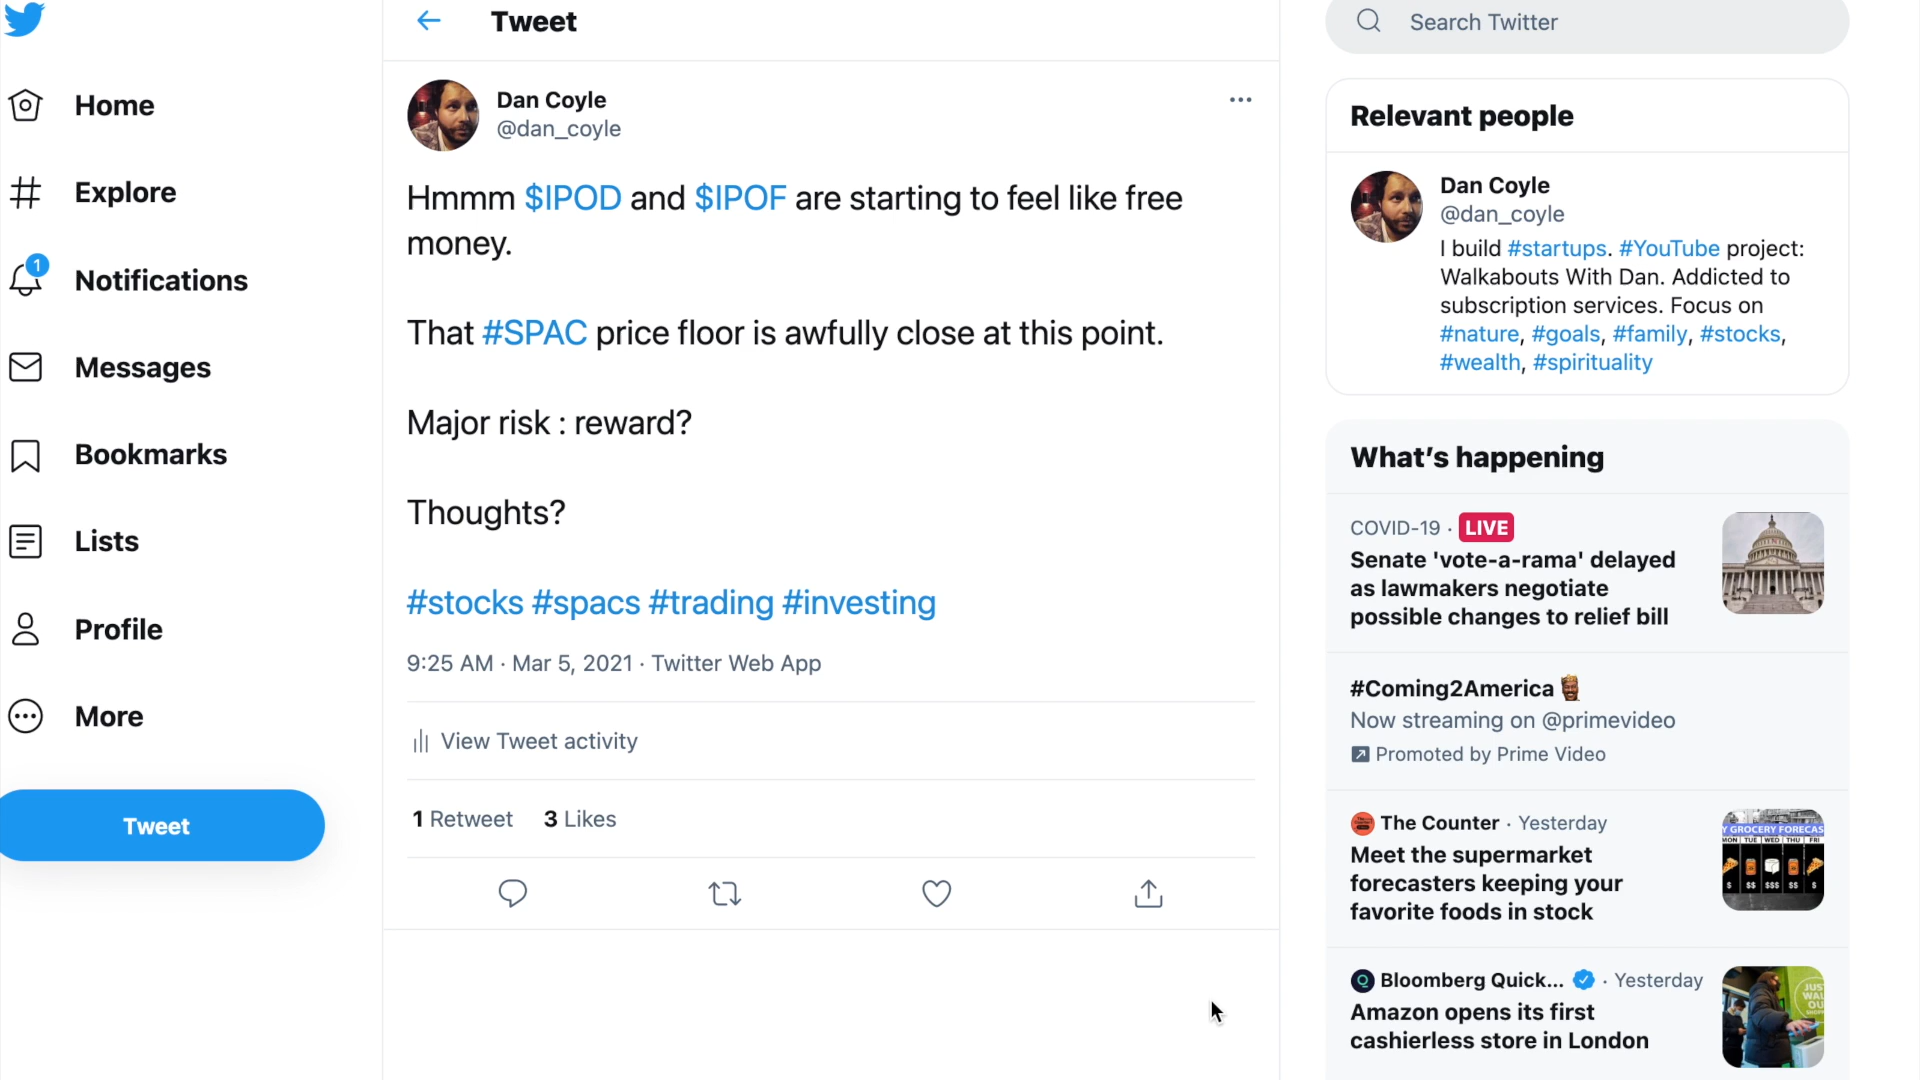 Home
Explore
1
Notifications
Messages
Bookmarks
Lists
Profile
More
Tweet
Tweet
Dan Coyle
@dan_coyle
Hmmm $IPOD and $IPOF are starting to feel like free
money.
That #SPAC price floor is awfully close at this point.
Major risk : reward?
Thoughts?
#stocks #spacs #trading #investing
9:25 AM · Mar 5, 2021 · Twitter Web App
View Tweet activity
1 Retweet 3 Likes
Search Twitter
Relevant people
Dan Coyle
@dan_coyle
I build #startups. #YouTube project:
Walkabouts With Dan. Addicted to
subscription services. Focus on
#nature, #goals, #family, #stocks,
#wealth, #spirituality
What's happening
COVID-19 · LIVE
Senate 'vote-a-rama' delayed
as lawmakers negotiate
possible changes to relief bill
#Coming2America
Now streaming on @primevideo
Promoted by Prime Video
The Counter · Yesterday
Meet the supermarket
forecasters keeping your
favorite foods in stock
Y GROCERY FORECAS
MON TUE WED THU FRI
$ $$ $$$ $$ $
Bloomberg Quick... · Yesterday
Amazon opens its first
cashierless store in London